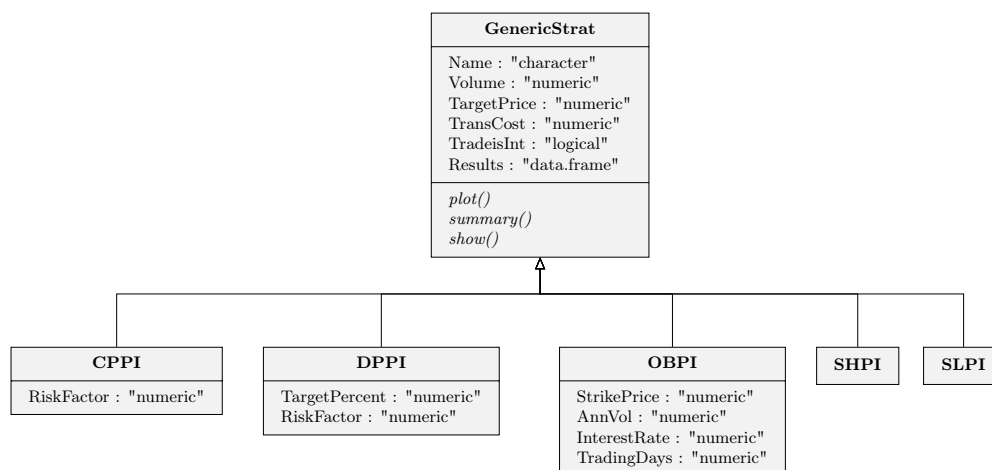 GenericStrat
Name : "character"
Volume : "numeric"
TargetPrice : "numeric"
TransCost : "numeric"
TradeisInt : "logical"
Results : "data.frame"
plot()
summary()
show()
CPPI
RiskFactor : "numeric"
DPPI
TargetPercent : "numeric"
RiskFactor : "numeric"
OBPI
StrikePrice : "numeric"
AnnVol : "numeric"
InterestRate : "numeric"
TradingDays : "numeric"
SHPI
SLPI